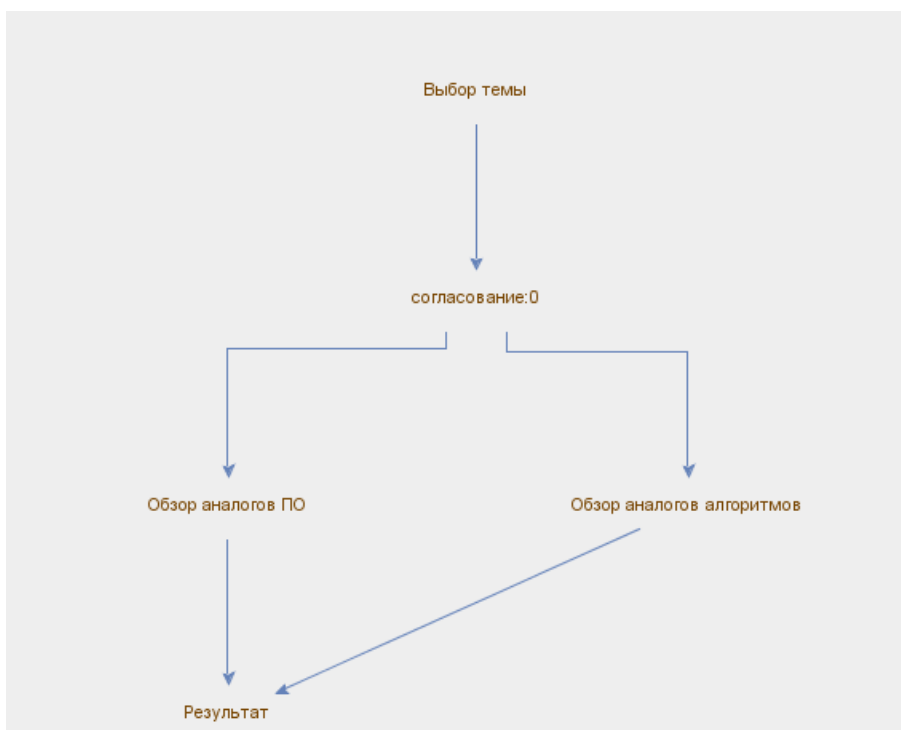 Выбор темы
согласование:0
Обзор аналогов ПО
Обзор аналогов алгоритмов
Результат